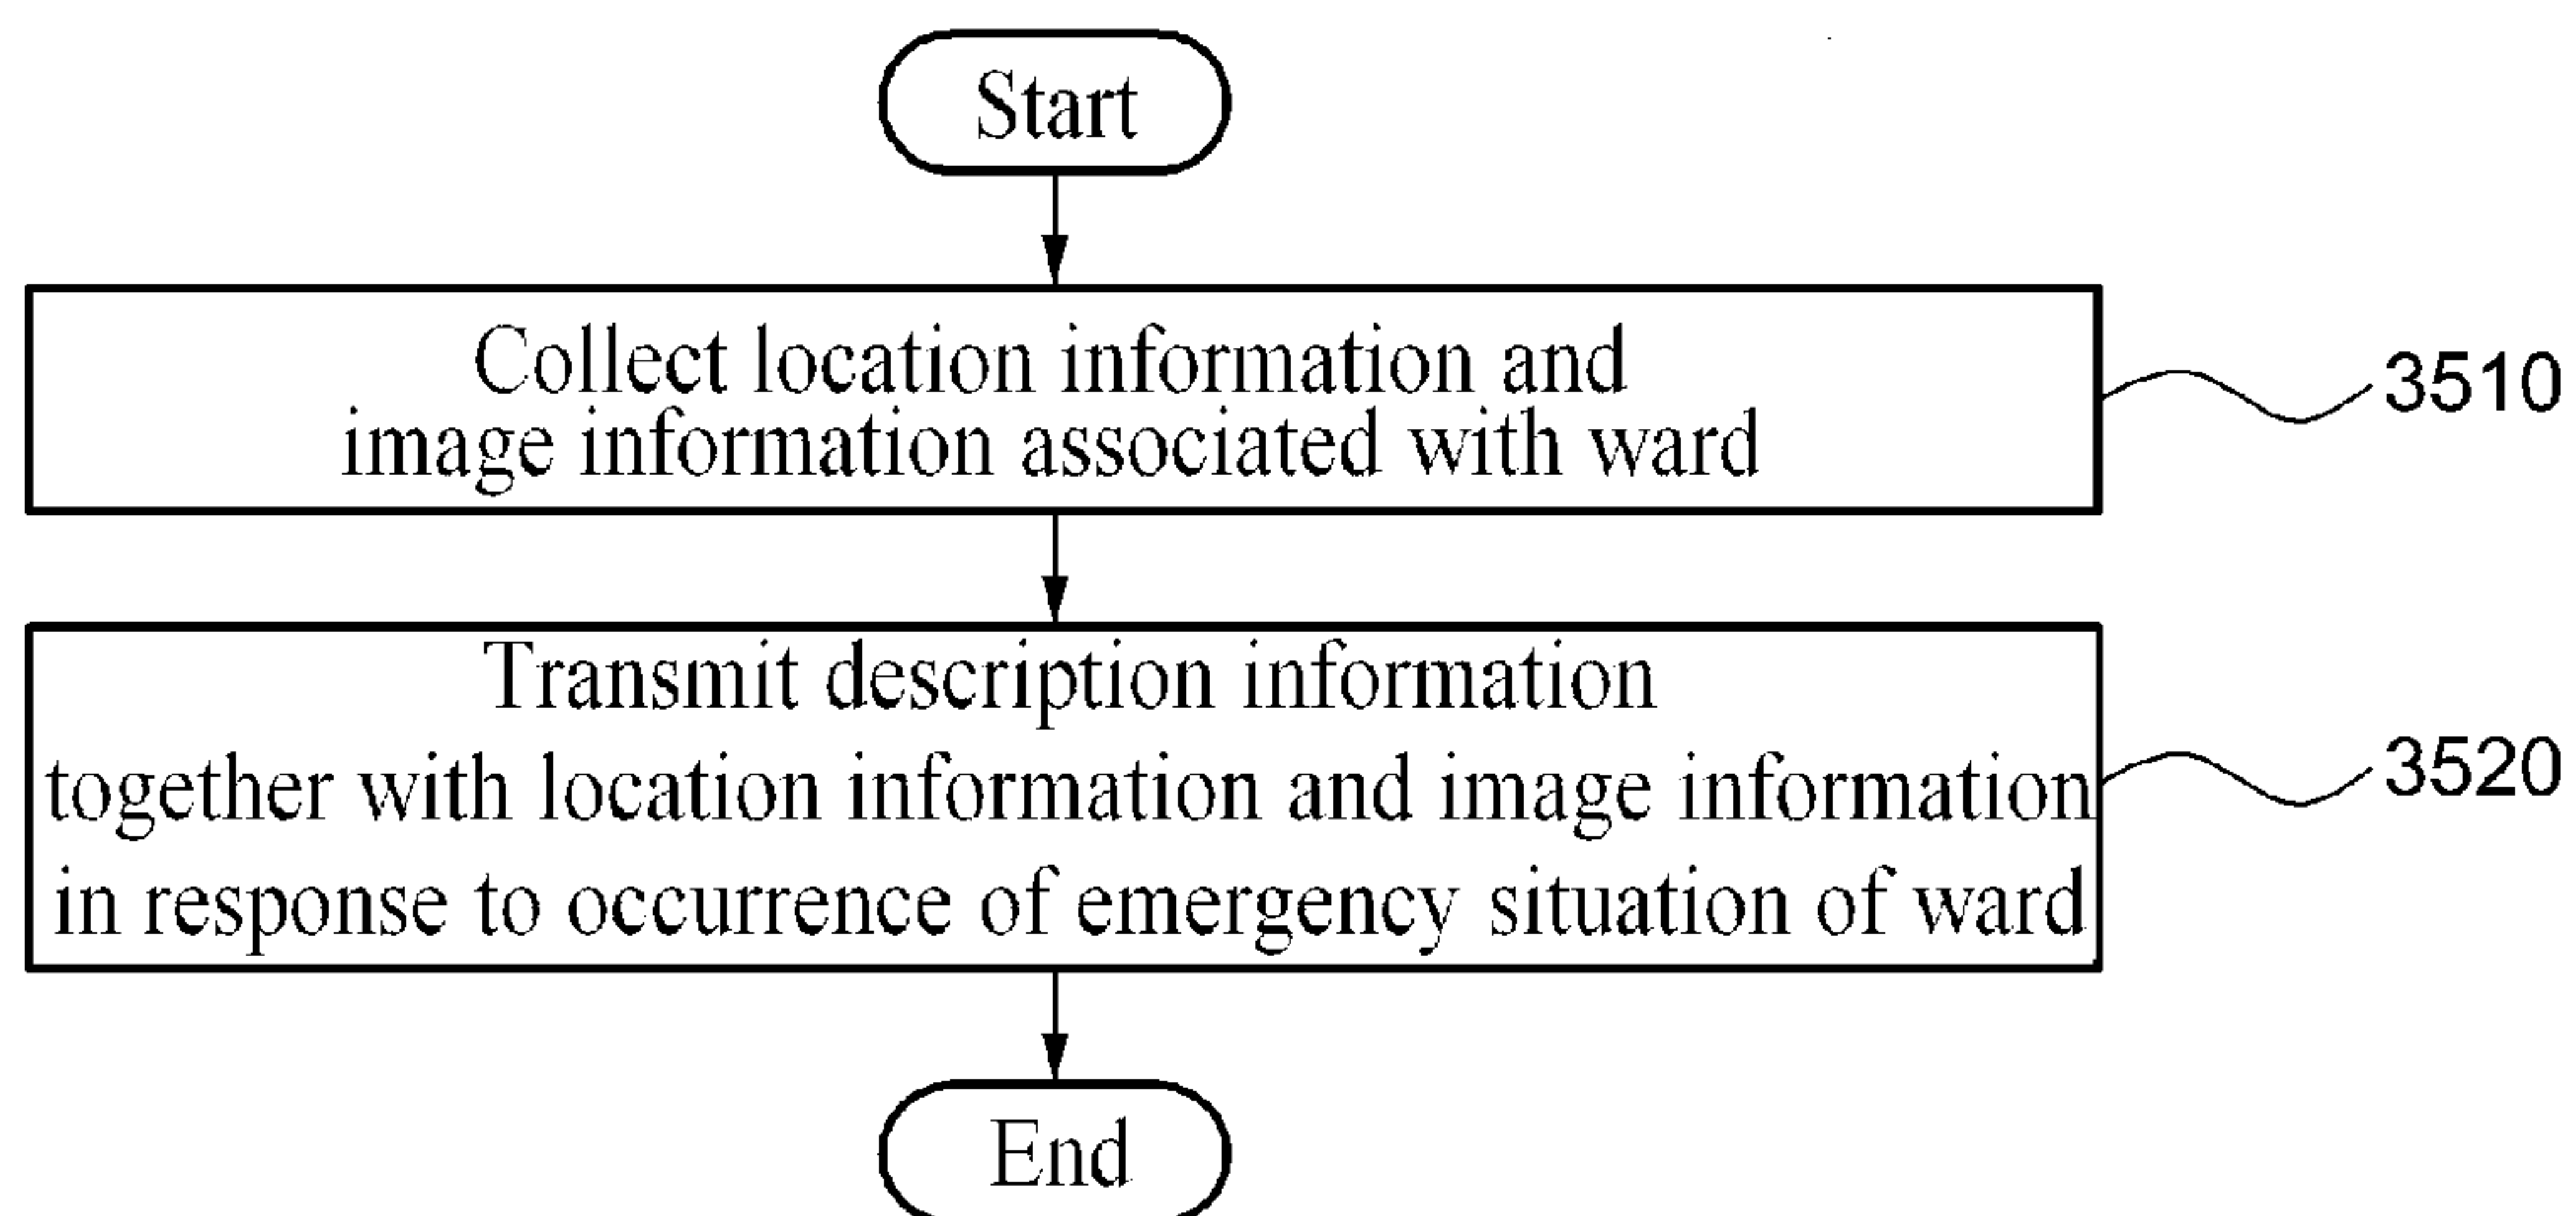 Start
Collect location information and
image information associated with ward
3510
Transmit description information
together with location information and image information
in response to occurrence of emergency situation of ward
3520
End